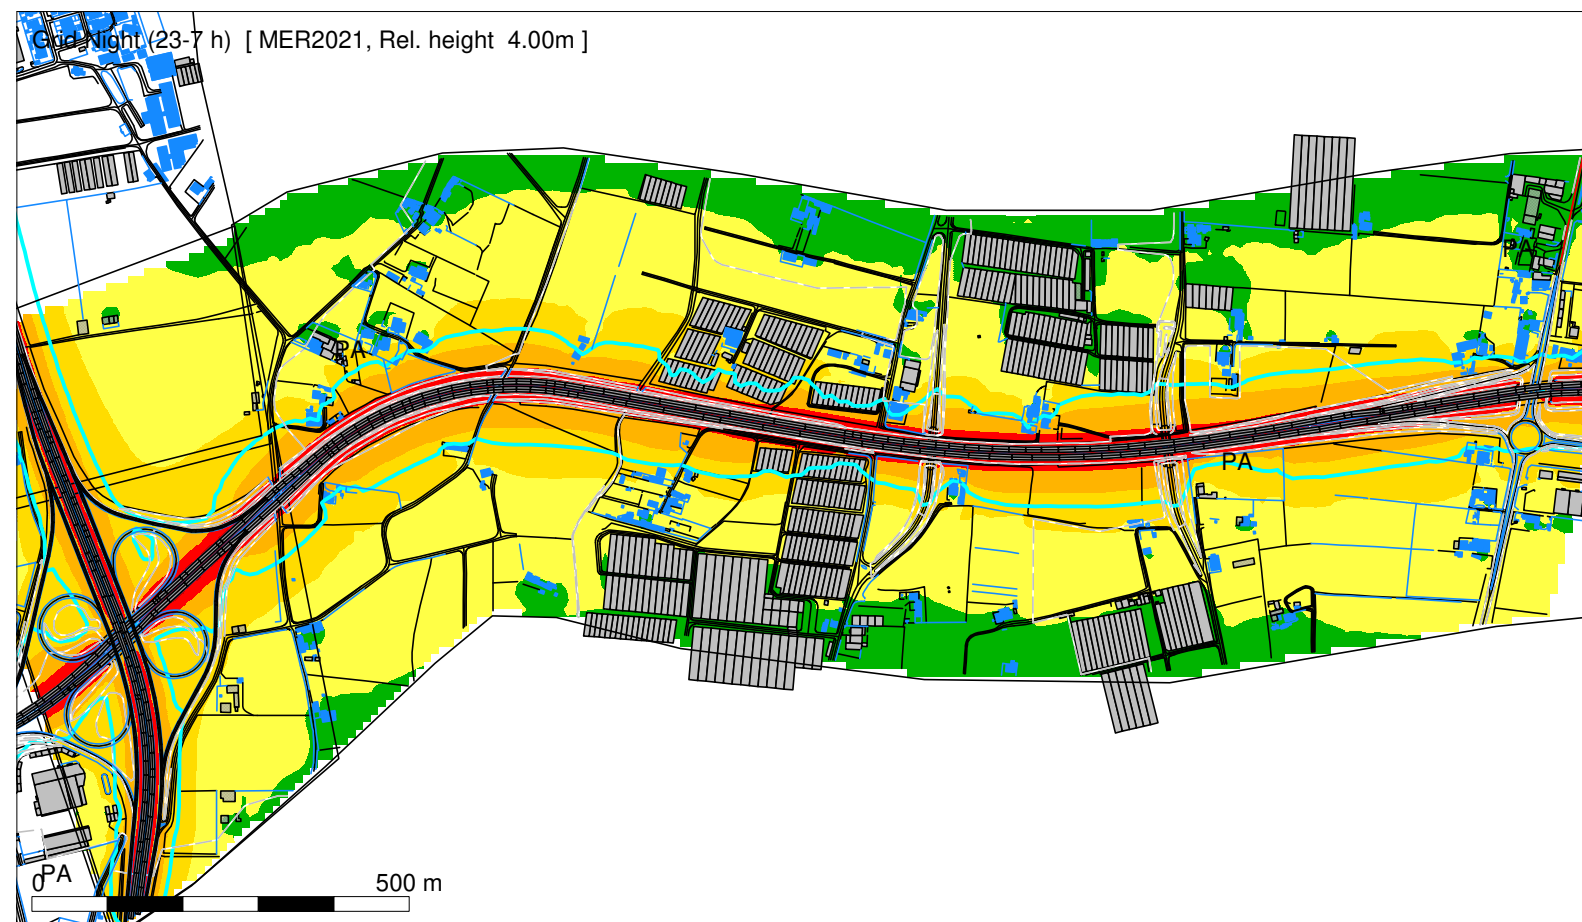 Grid Night (23-7 h) [ MER2021, Rel. height 4.00m ]
PA
PA
PA
PA
0 500 m